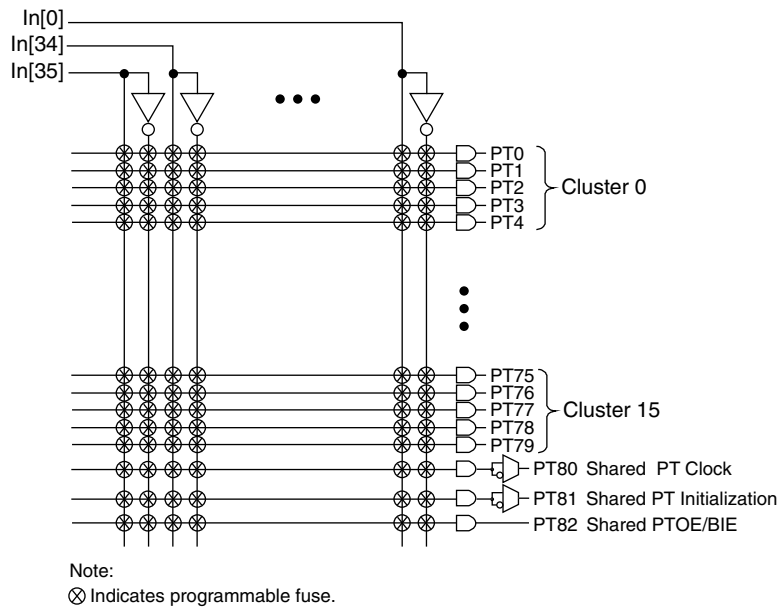 In[0]
In[34]
In[35]
PT0
PT1
PT2
PT3
PT4
Cluster 0
PT75
PT76
PT77
PT78
PT79
Cluster 15
PT80 Shared PT Clock
PT81 Shared PT Initialization
PT82 Shared PTOE/BIE
Note:
Indicates programmable fuse.